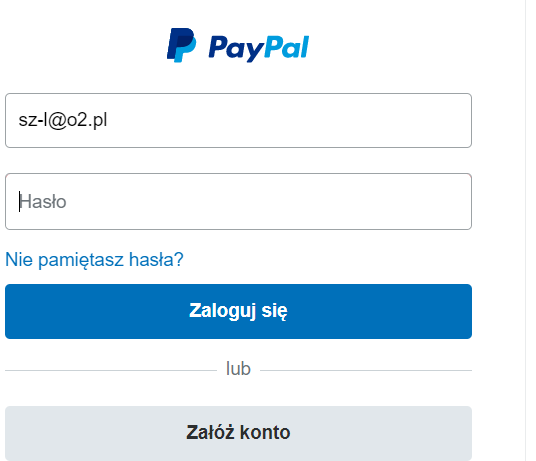 PayPal
sz-l@o2.pl
Hasło
Nie pamiętasz hasła?
Zaloguj się
lub
Załóż konto